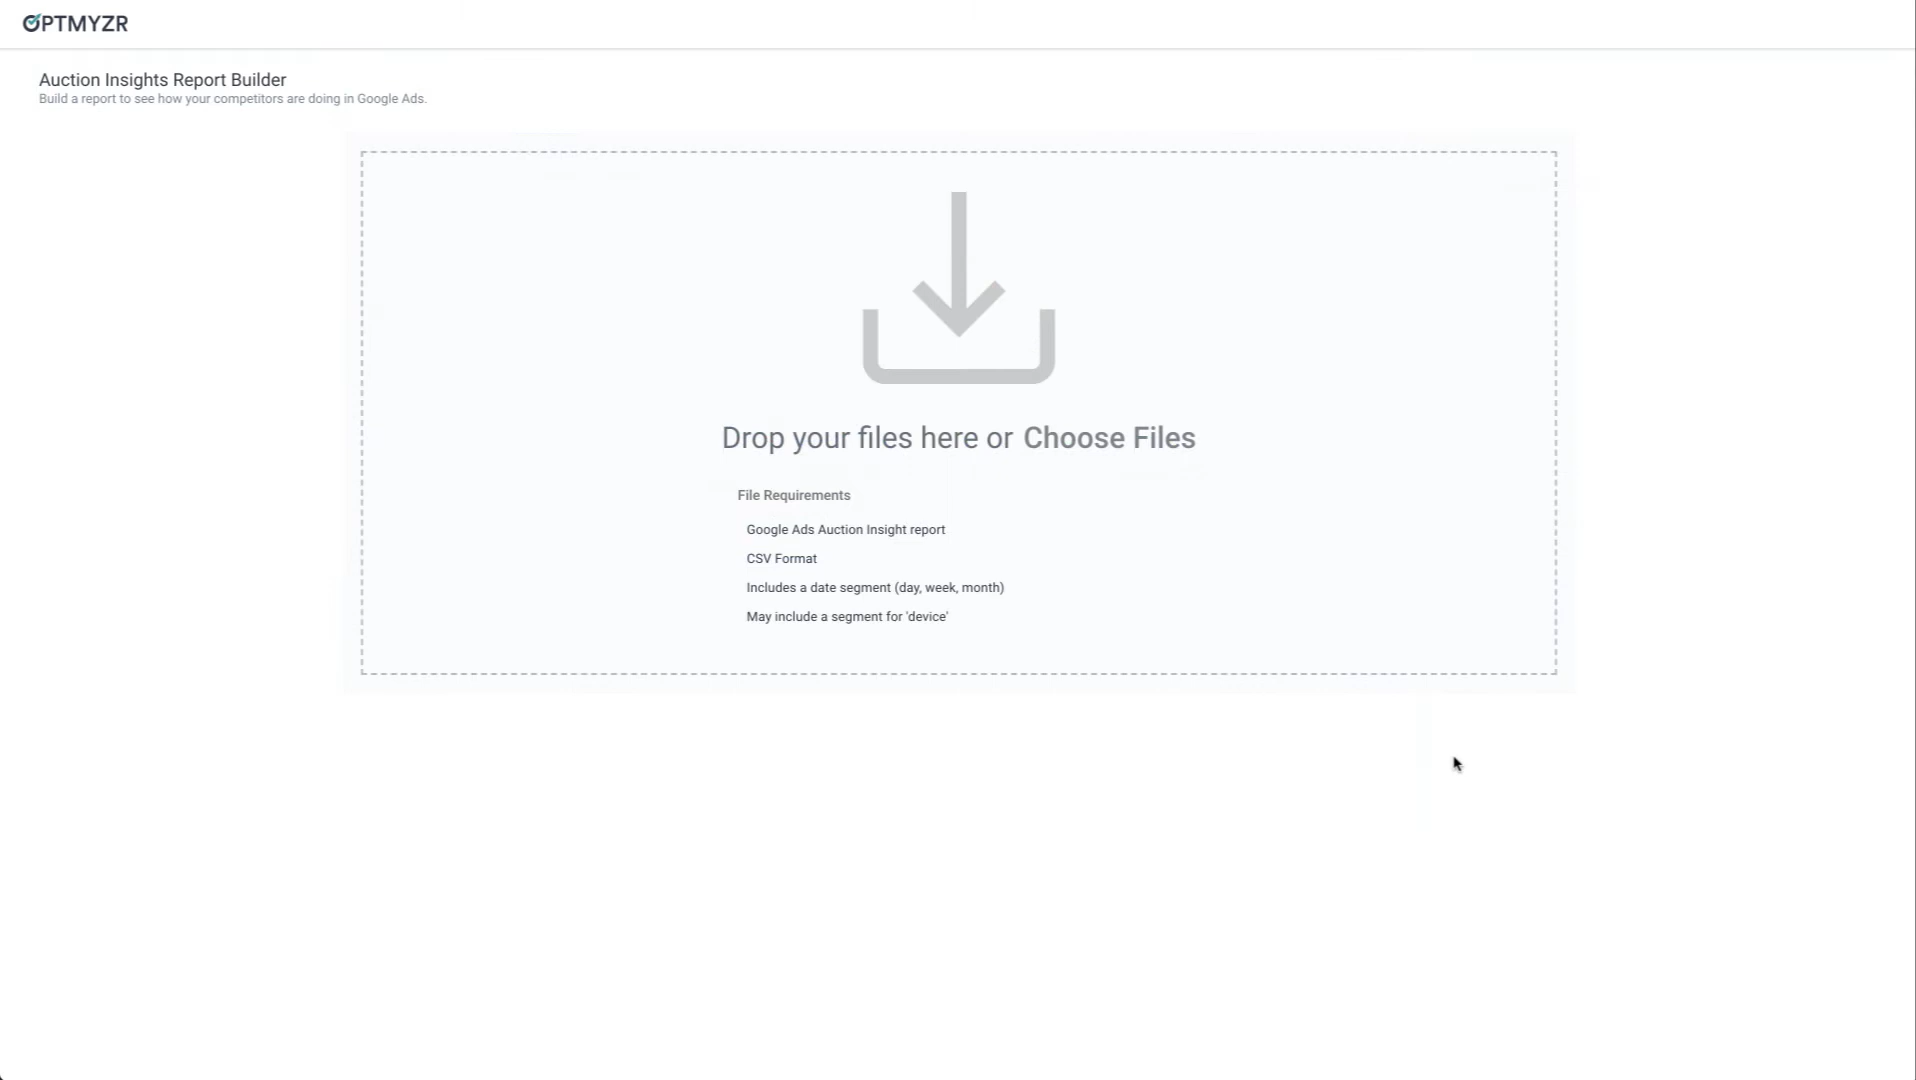 OPTMYZR
Auction Insights Report Builder
Build a report to see how your competitors are doing in Google Ads.
Drop your files here or Choose Files
File Requirements
Google Ads Auction Insight report
CSV Format
Includes a date segment (day, week, month)
May include a segment for 'device'